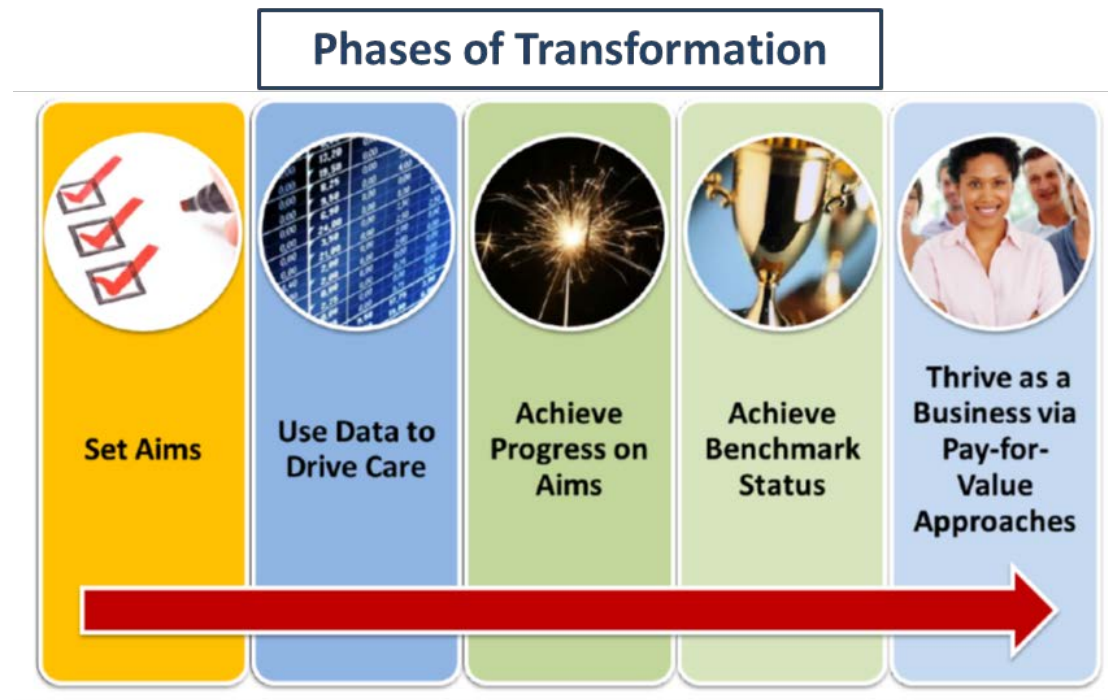 Phases of Transformation
Set Aims
Use Data to
Drive Care
Achieve
Progress on
Aims
Achieve
Benchmark
Status
Thrive as a
Business via
Pay-for-
Value
Approaches